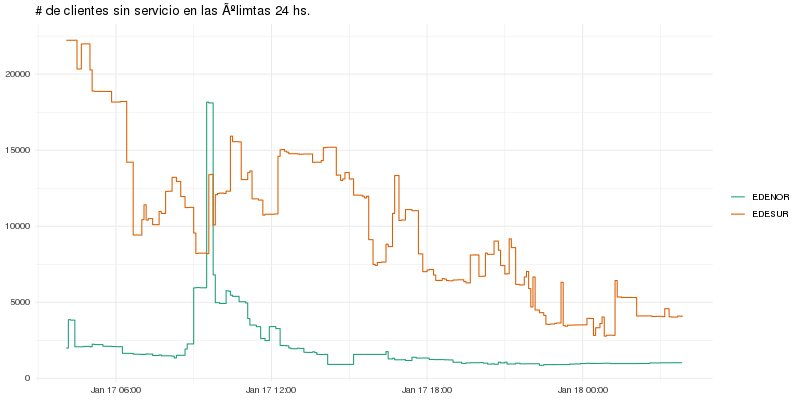 # de clientes sin servicio en las Ãºlimtas 24 hs.
20000
15000
10000
5000
0
Jan 17 06:00
Jan 17 12:00
Jan 17 18:00
Jan 18 00:00
EDENOR
EDESUR